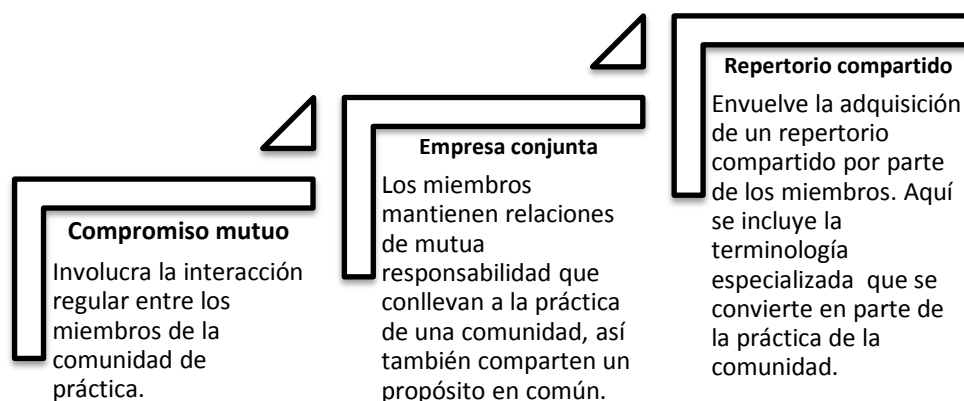 Compromiso mutuo
Involucra la interacción
regular entre los
miembros de la
comunidad de
práctica.
Empresa conjunta
Los miembros
mantienen relaciones
de mutua
responsabilidad que
conllevan a la práctica
de una comunidad, así
también comparten un
propósito en común.
Repertorio compartido
Envuelve la adquisición
de un repertorio
compartido por parte
de los miembros. Aquí
se incluye la
terminología
especializada  que se
convierte en parte de
la práctica de la
comunidad.